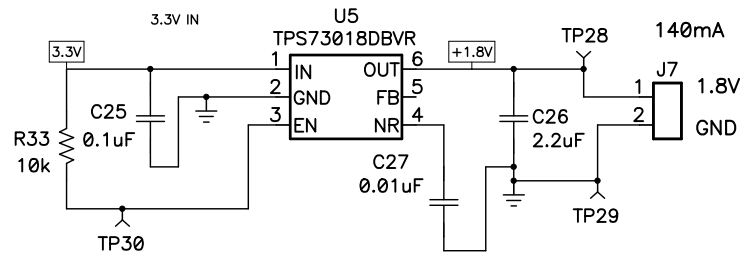 3.3V IN
U5
TPS73018DBVR
140mA
3.3V
+1.8V
TP28
J7
1 IN OUT 6
2 GND FB 5
3 EN NR 4
C25
0.1uF
R33
10k
C26
2.2uF
C27
0.01uF
1 1.8V
2 GND
TP30
TP29